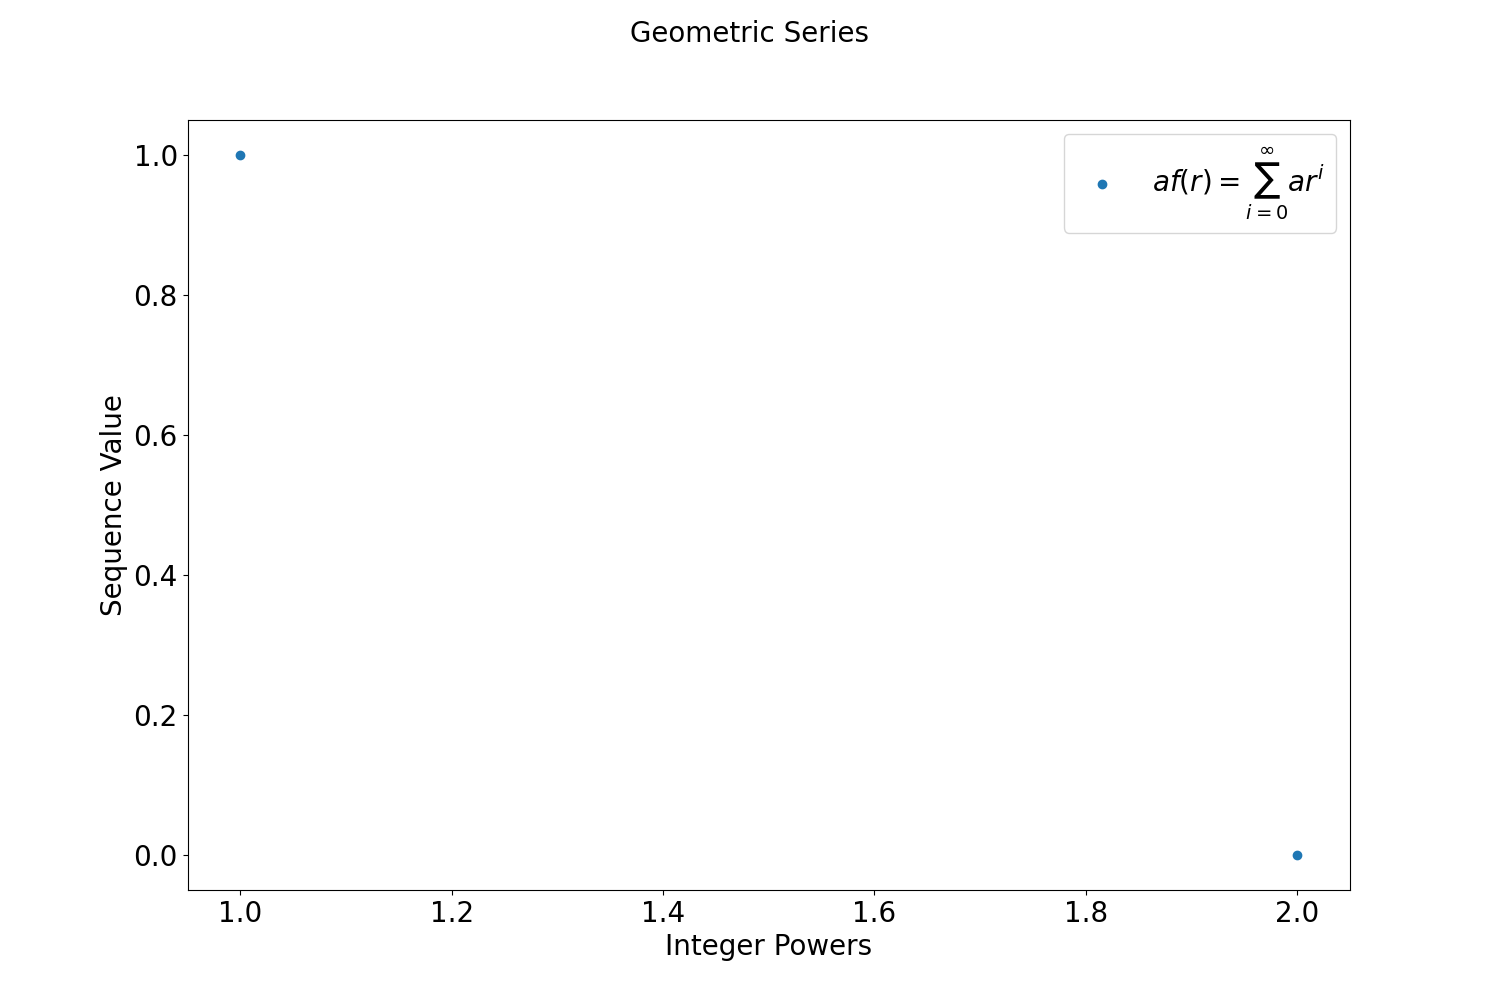 Geometric Series
af(r) = \sum_{i=0}^{∞} ar^i
Sequence Value
1.0
0.8
0.6
0.4
0.2
0.0
1.0 1.2 1.4 1.6 1.8 2.0
Integer Powers